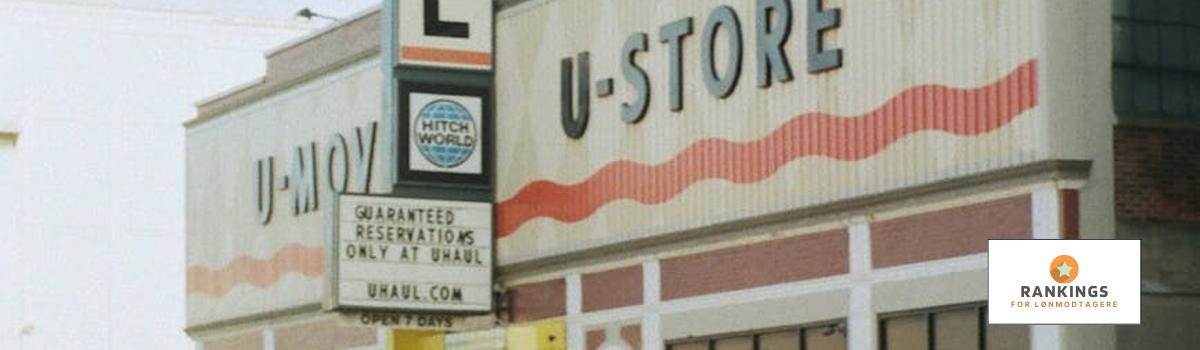 L
U-STORE
HITCH
WORLD
U-MOV
GUARANTEED
RESERVATIONS
ONLY AT UHAUL
UHAUL.COM
OPEN 7 DAYS
RANKINGS
FOR LØNMODTAGERE